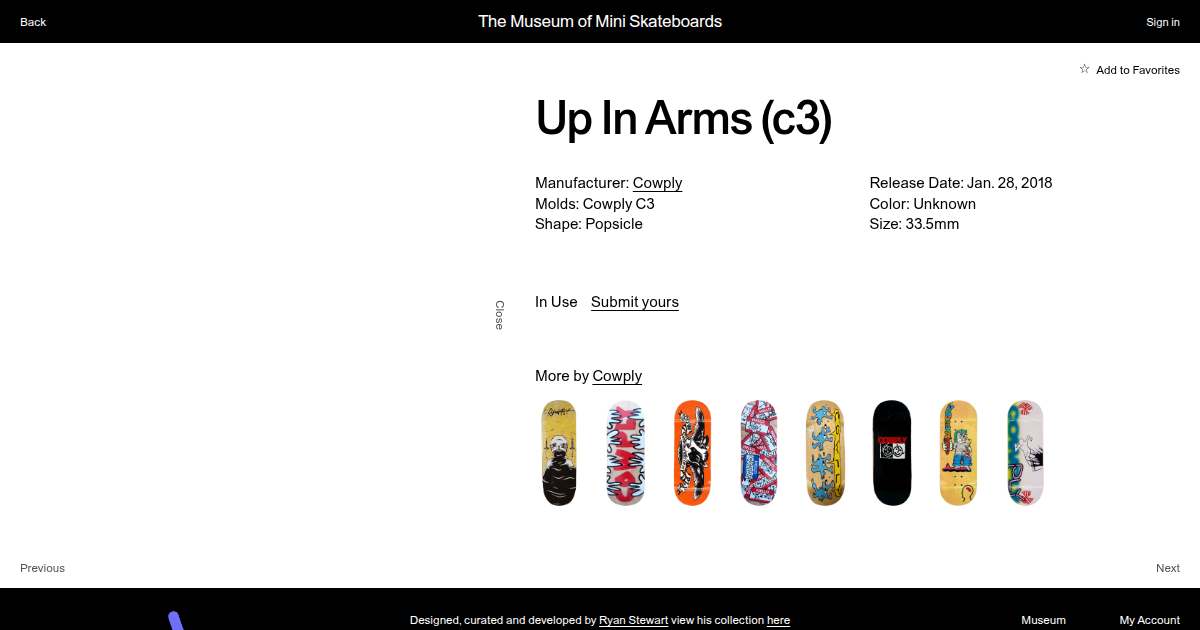 Back
The Museum of Mini Skateboards
Sign in
☆ Add to Favorites
Up In Arms (c3)
Manufacturer: Cowply
Molds: Cowply C3
Shape: Popsicle
Release Date: Jan. 28, 2018
Color: Unknown
Size: 33.5mm
Close
In Use Submit yours
More by Cowply
Previous
Next
Designed, curated and developed by Ryan Stewart view his collection here
Museum
My Account